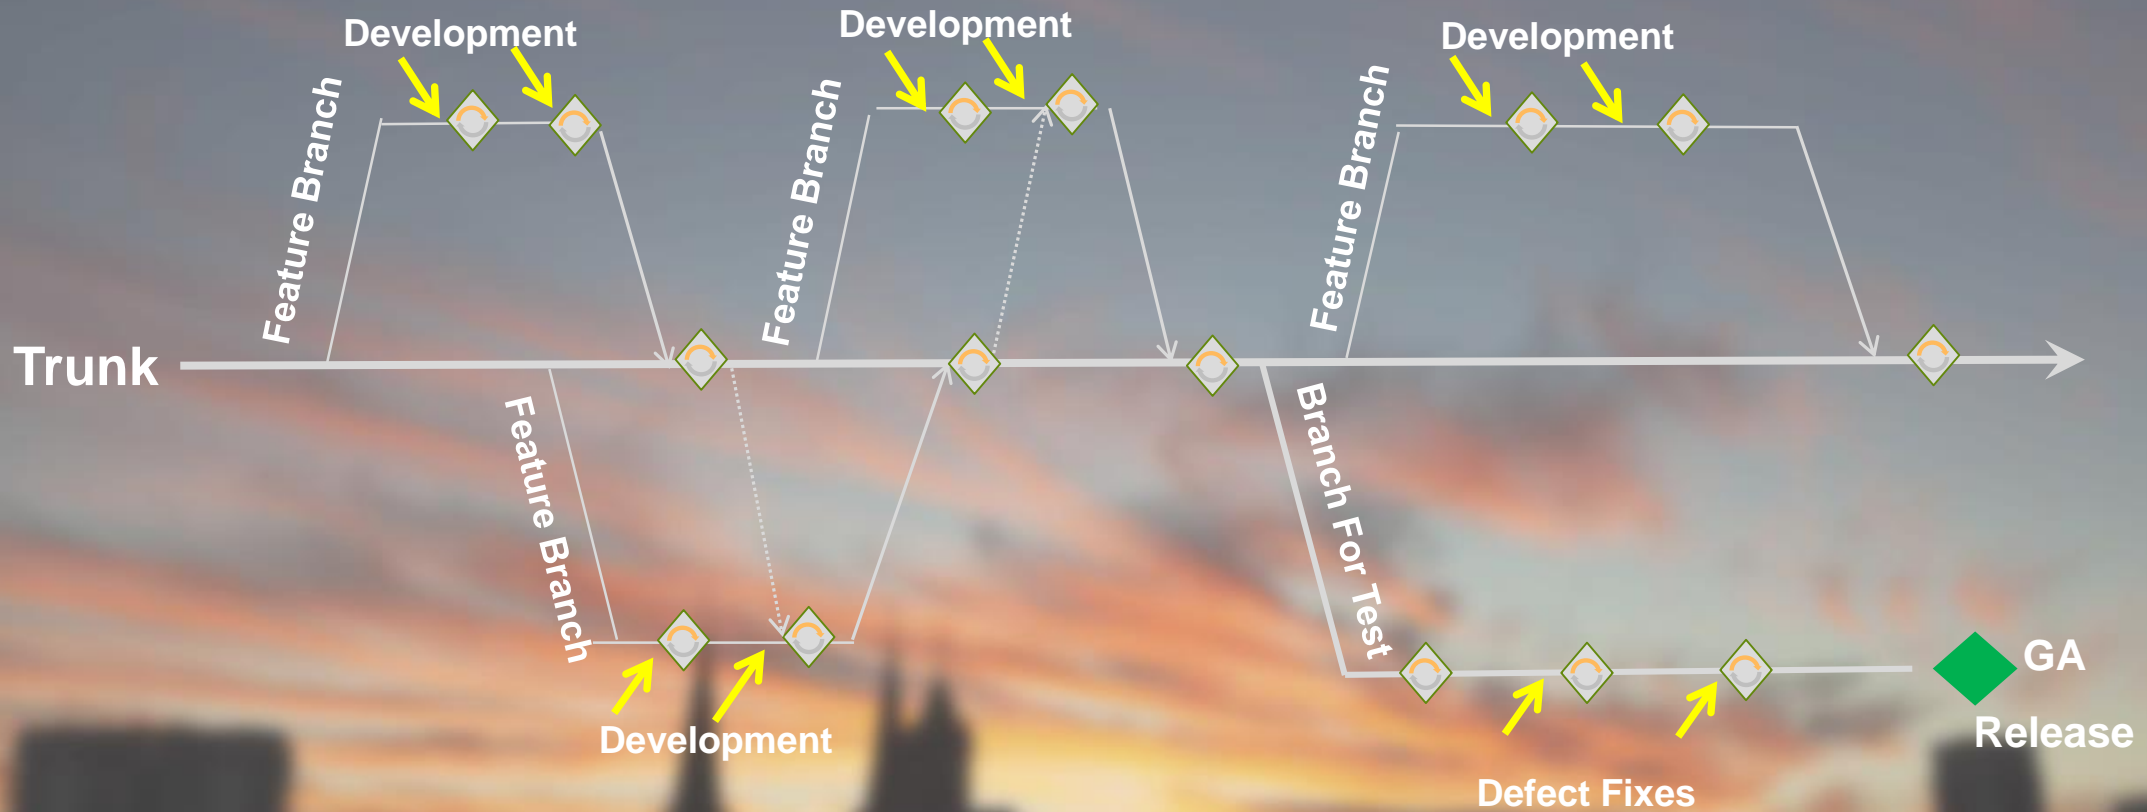 Development
Development
Development
Feature Branch
Feature Branch
Feature Branch
Trunk
Feature Branch
Branch For Test
Development
GA
Release
Defect Fixes